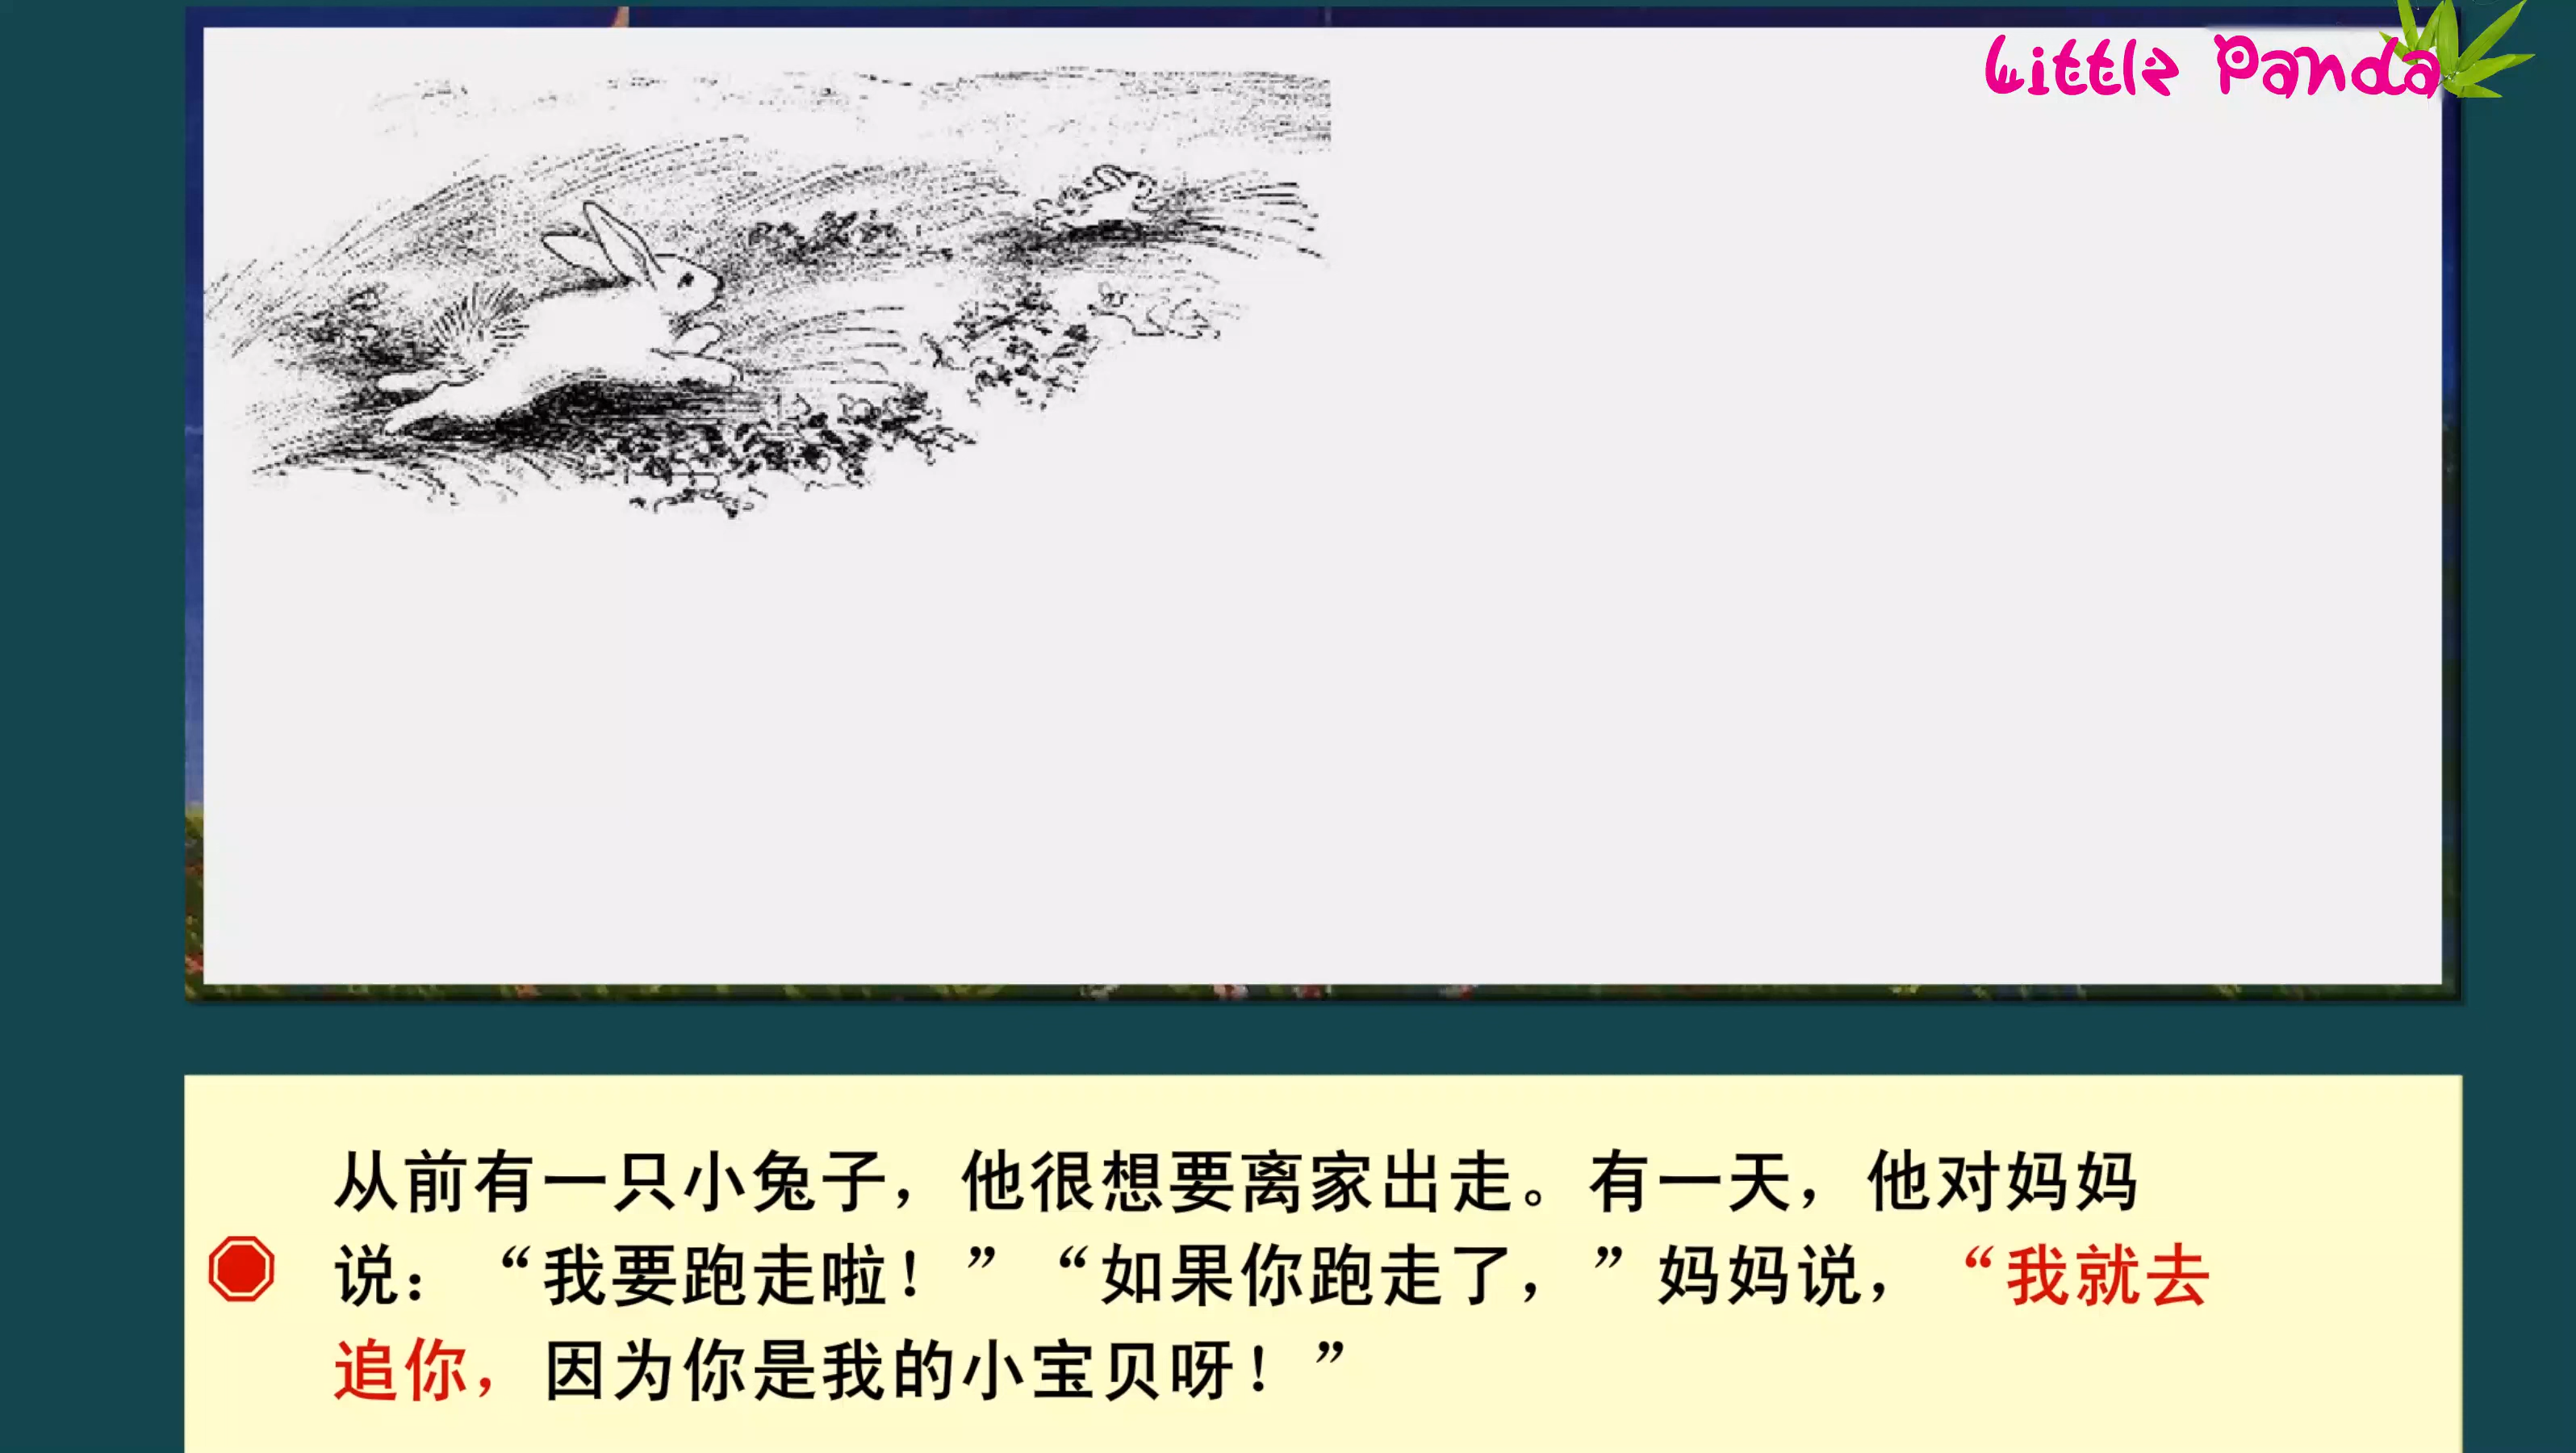 Little Panda
从前有一只小兔子，他很想要离家出走。有一天，他对妈妈
说：“我要跑走啦！”“如果你跑走了，”妈妈说，“我就去
追你，因为你是我的小宝贝呀！”